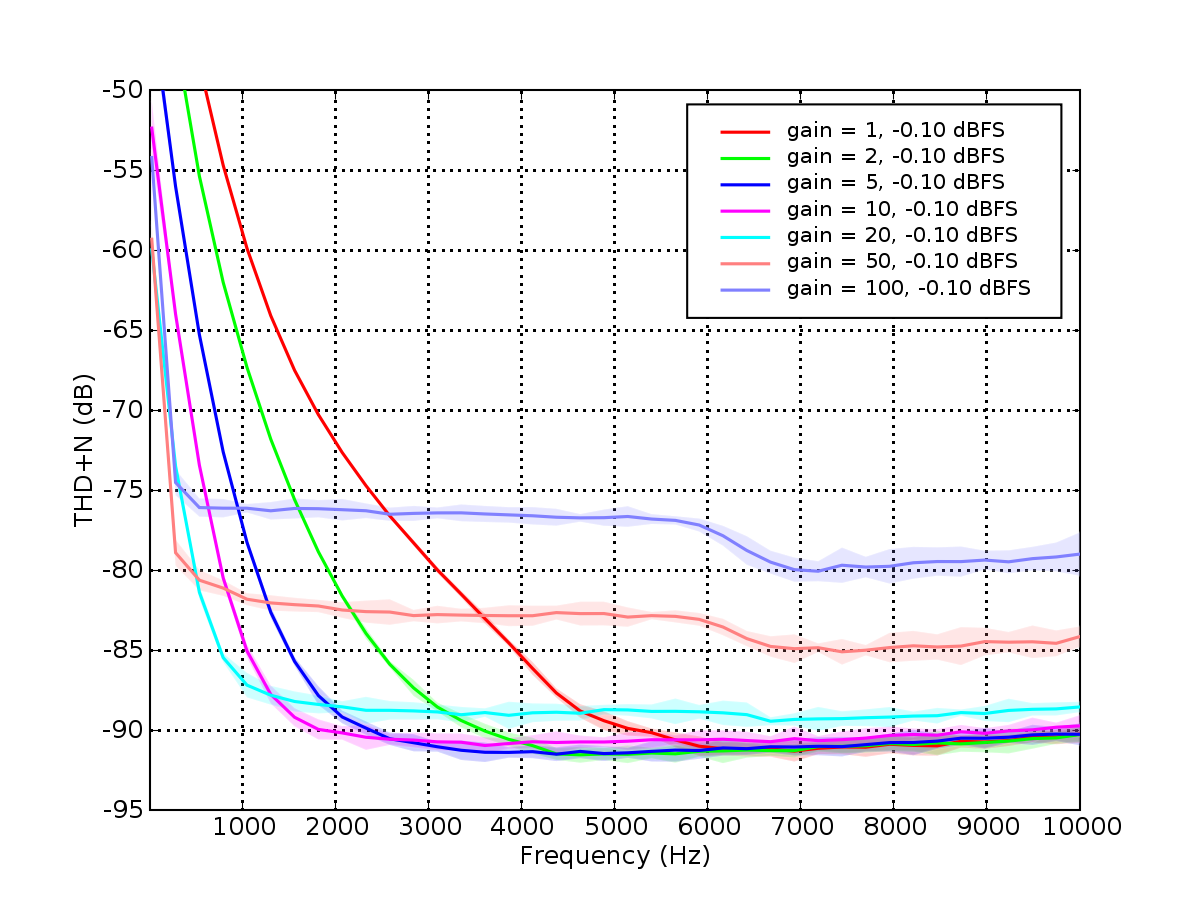 -50
-55
-60
-65
-70
-75
-80
-85
-90
-95
THD+N (dB)
gain = 1, -0.10 dBFS
gain = 2, -0.10 dBFS
gain = 5, -0.10 dBFS
gain = 10, -0.10 dBFS
gain = 20, -0.10 dBFS
gain = 50, -0.10 dBFS
gain = 100, -0.10 dBFS
1000 2000 3000 4000 5000 6000 7000 8000 9000 10000
Frequency (Hz)